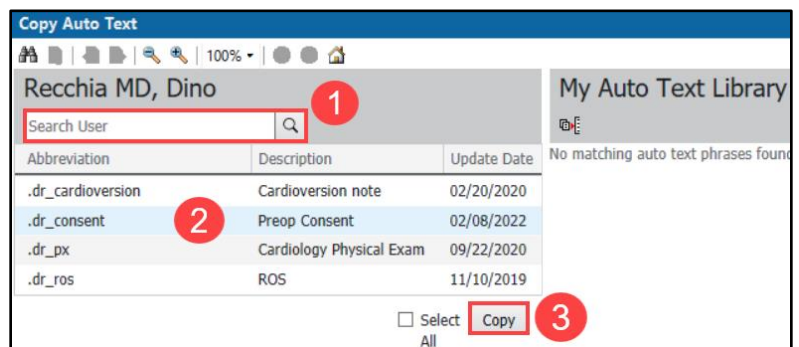 Copy Auto Text
100%
Recchia MD, Dino
1
My Auto Text Library
Search User
Abbreviation Description Update Date
No matching auto text phrases found
.dr_cardioversion Cardioversion note 02/20/2020
.dr_consent 2 Preop Consent 02/08/2022
.dr_px Cardiology Physical Exam 09/22/2020
.dr_ros ROS 11/10/2019
Select All
Copy
3